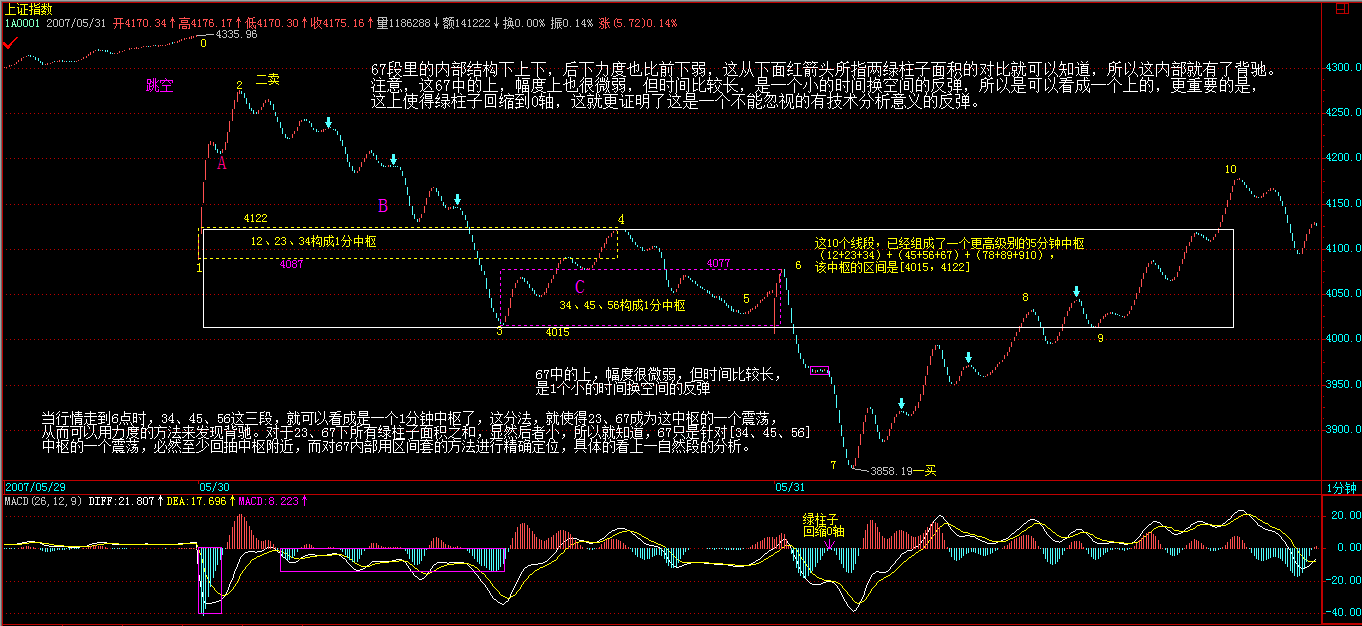 上证指数
1A0001 2007/05/31 开4170.34↑高4176.17↑低4170.30↑收4175.16↑量1186288↓额141222↓换0.00% 振0.14% 涨(5.72)0.14%
4335.96
0
跳空
2 二卖
67段里的内部结构下上下，后下力度也比前下弱，这从下面红箭头所指两绿柱子面积的对比就可以知道，所以这内部就有了背驰。
注意，这67中的上，幅度上也很微弱，但时间比较长，是一个小的时间换空间的反弹，所以是可以看成一个上的，更重要的是，
这上使得绿柱子回缩到0轴，这就更证明了这是一个不能忽视的有技术分析意义的反弹。
4300.0
4250.0
4200.0
4150.0
4100.0
4050.0
4000.0
3950.0
3900.0
A
B
10
4122
4
12、23、34构成1分中枢
1
4087
这10个线段，已经组成了一个更高级别的5分钟中枢
（12+23+34）+（45+56+67）+（78+89+910），
该中枢的区间是[4015，4122]
4077
6
C
5
8
34、45、56构成1分中枢
3
4015
9
67中的上，幅度很微弱，但时间比较长，
是1个小的时间换空间的反弹
当行情走到6点时，34、45、56这三段，就可以看成是一个1分钟中枢了，这分法，就使得23、67成为这中枢的一个震荡，
从而可以用力度的方法来发现背驰。对于23、67下所有绿柱子面积之和，显然后者小，所以就知道，67只是针对[34、45、56]
中枢的一个震荡，必然至少回抽中枢附近，而对67内部用区间套的方法进行精确定位，具体的看上一自然段的分析。
7
3858.19一买
2007/05/29
05/30
05/31
1分钟
MACD(26,12,9) DIFF:21.807↑DEA:17.696↑MACD:8.223↑
绿柱子
回缩0轴
20.00
0.00
-20.00
-40.00